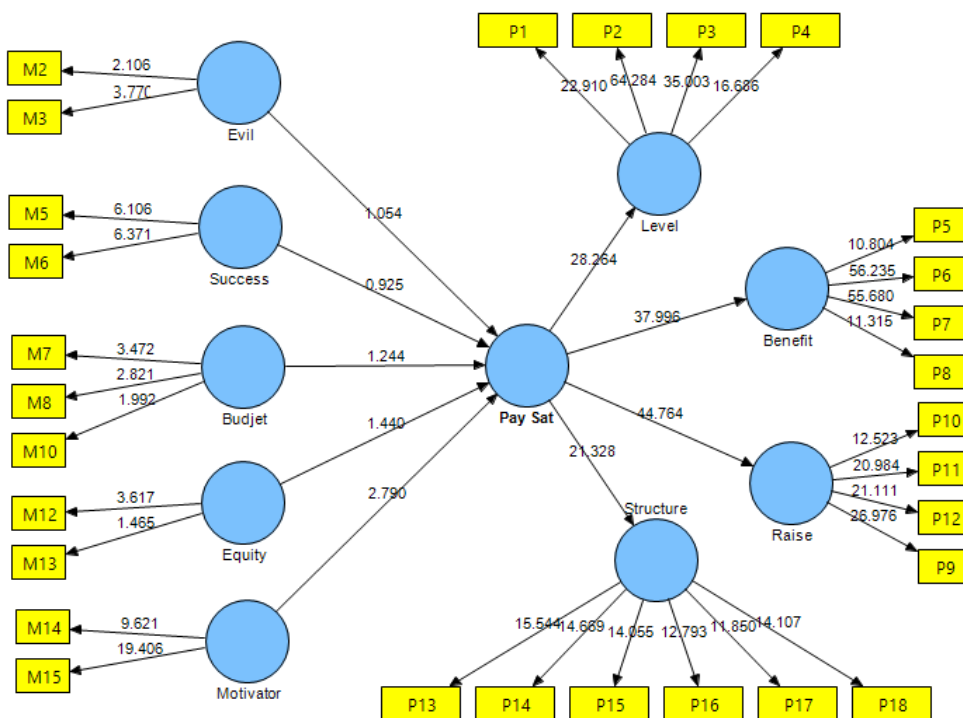 P1
P2
P3
P4
22.910
64.284
35.003
16.686
Level
M2
M3
2.106
3.770
Evil
1.054
M5
M6
6.106
6.371
Success
0.925
28.264
P5
P6
P7
P8
10.804
56.235
55.680
11.315
Benefit
37.996
M7
M8
M10
3.472
2.821
1.992
Budjet
1.244
Pay Sat
1.440
44.764
21.328
P10
P11
P12
P9
12.523
20.984
21.111
26.976
Raise
M12
M13
3.617
1.465
Equity
2.790
Structure
M14
M15
9.621
19.406
Motivator
15.544
14.669
14.055
12.793
11.850
14.107
P13
P14
P15
P16
P17
P18